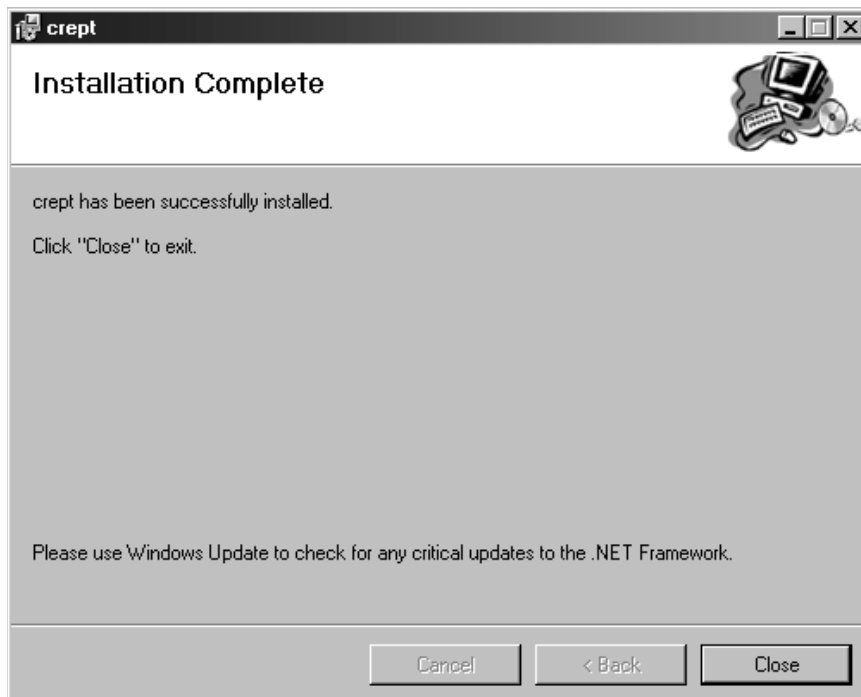 crept
Installation Complete
crept has been successfully installed.
Click "Close" to exit.
Please use Windows Update to check for any critical updates to the .NET Framework.
Cancel
< Back
Close